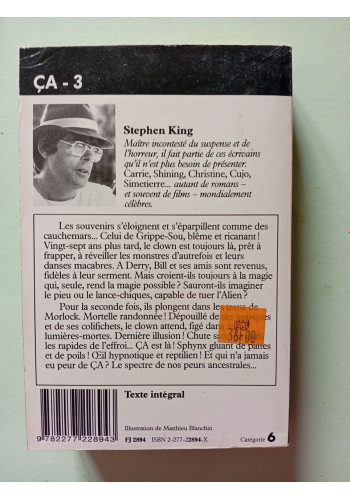 ÇA - 3
Stephen King
Maître incontesté du suspense et de
l'horreur, il fait partie de ces écrivains
qu'il n'est plus besoin de présenter.
Carrie, Shining, Christine, Cujo,
Simetierre... autant de romans –
et souvent de films – mondialement
célèbres.
Les souvenirs s'éloignent et s'éparpillent comme des
cauchemars... Celui de Grippe-Sou, blême et ricanant !
Vingt-sept ans plus tard, le clown est toujours là, prêt à
frapper, à réveiller les monstres d'autrefois et leurs
danses macabres. A Derry, Bill et ses amis sont revenus,
fidèles à leur serment. Mais croient-ils toujours à la magie
qui, seule, rend la magie possible ? Sauront-ils imaginer
le pieu ou le lance-chiques, capable de tuer l'Alien ?
Pour la seconde fois, ils plongent dans les
Morlock. Mortelle randonnée ! Dépouillé de
et de ses colifichets, le clown attend, figé
lumières-mortes. Dernière illusion ! Chute
les rapides de l'effroi... ÇA est là ! Sphynx gluant de pattes
et de poils ! Œil hypnotique et reptilien ! Et qui n'a jamais
eu peur de ÇA ? Le spectre de nos peurs ancestrales...
Texte intégral
Illustration de Matthieu Blanchin
9 782277 228943
FJ 2894 ISBN 2-277-22894-X
Catégorie 6